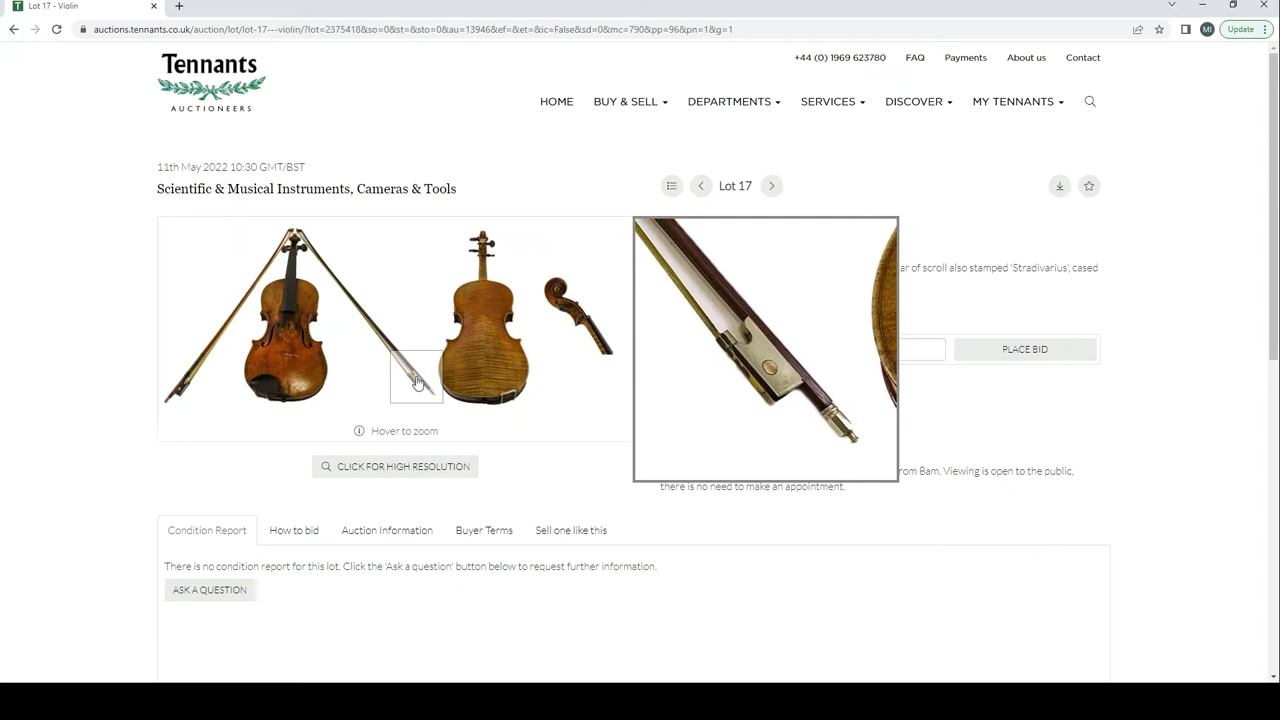 Lot 17 - Violin
auctions.tennants.co.uk/auction/lot/lot-17---violin/?lot=2375418&so=0&st=&sto=0&au=13946&ef=&et=&ic=False&sd=0&mc=790&pp=96&pn=1&g=1
MI
Update
Tennants
AUCTIONEERS
+44 (0) 1969 623780
FAQ
Payments
About us
Contact
HOME
BUY & SELL
DEPARTMENTS
SERVICES
DISCOVER
MY TENNANTS
11th May 2022 10:30 GMT/BST
Scientific & Musical Instruments, Cameras & Tools
Lot 17
of scroll also stamped 'Stradivarius', cased
PLACE BID
Hover to zoom
CLICK FOR HIGH RESOLUTION
from 8am. Viewing is open to the public,
there is no need to make an appointment.
Condition Report
How to bid
Auction Information
Buyer Terms
Sell one like this
There is no condition report for this lot. Click the 'Ask a question' button below to request further information.
ASK A QUESTION